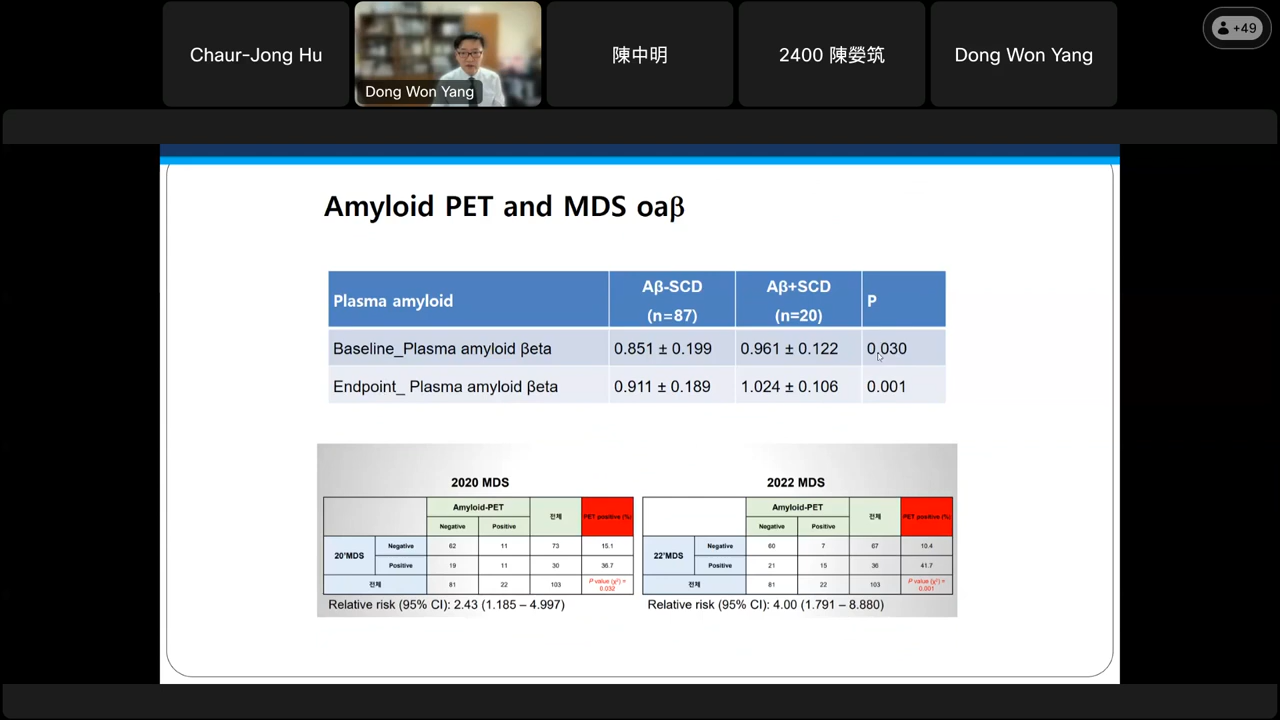 Chaur-Jong Hu
Dong Won Yang
陳中明
2400 陳嫈筑
Dong Won Yang
+49
Amyloid PET and MDS oaβ
Plasma amyloid
Aβ-SCD
(n=87)
Aβ+SCD
(n=20)
P
Baseline_Plasma amyloid βeta 0.851 ± 0.199 0.961 ± 0.122 0.030
Endpoint_ Plasma amyloid βeta 0.911 ± 0.189 1.024 ± 0.106 0.001
2020 MDS
Amyloid-PET 전체 PET positive (%)
Negative Positive
20'MDS
Negative 62 11 73 15.1
Positive 19 11 30 36.7
전체 81 22 103 P value (χ²) =
0.032
Relative risk (95% CI): 2.43 (1.185 – 4.997)
2022 MDS
Amyloid-PET 전체 PET positive (%)
Negative Positive
22'MDS
Negative 60 7 67 10.4
Positive 21 15 36 41.7
전체 81 22 103 P value (χ²) =
0.001
Relative risk (95% CI): 4.00 (1.791 – 8.880)